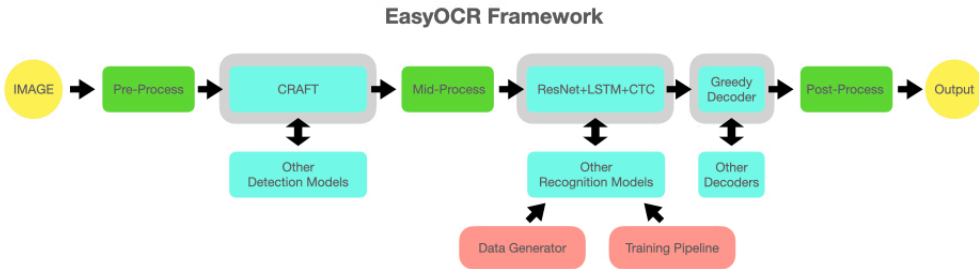 EasyOCR Framework
IMAGE
Pre-Process
CRAFT
Mid-Process
ResNet+LSTM+CTC
Greedy
Decoder
Post-Process
Output
Other
Detection Models
Other
Recognition Models
Other
Decoders
Data Generator
Training Pipeline